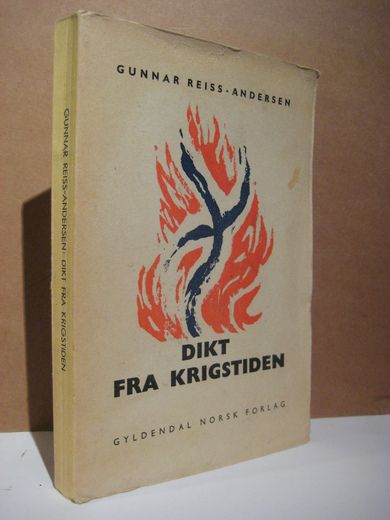 GUNNAR REISS-ANDERSEN
DIKT
FRA KRIGSTIDEN
GYLDENDAL NORSK FORLAG
GUNNAR REISS-ANDERSEN: DIKT FRA KRIGSTIDEN